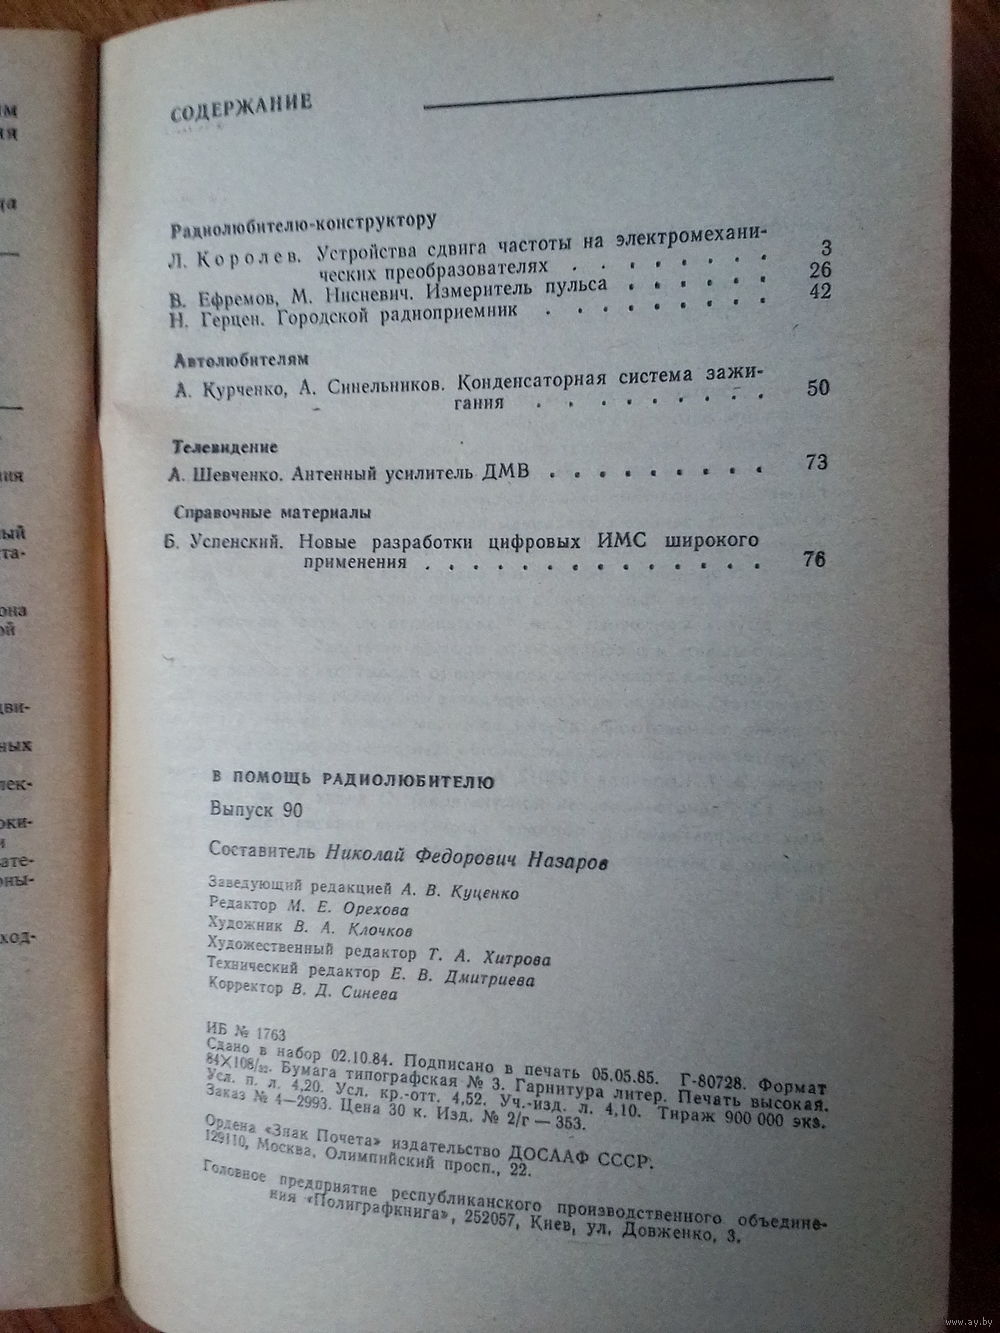 СОДЕРЖАНИЕ
Радиолюбителю-конструктору
Л. Королев. Устройства сдвига частоты на электромехани-
ческих преобразователях . . . . . . . . 3
В. Ефремов, М. Нисневич. Измеритель пульса . . . . . . 26
Н. Герцен. Городской радиоприемник . . . . . . . . 42
Автолюбителям
А. Курченко, А. Синельников. Конденсаторная система зажи-
гания . . . . . . . . . 50
Телевидение
А. Шевченко. Антенный усилитель ДМВ . . . . . . . . . 73
Справочные материалы
Б. Успенский. Новые разработки цифровых ИМС широкого
применения . . . . . . . . . . . . . . . 76
В ПОМОЩЬ РАДИОЛЮБИТЕЛЮ
Выпуск 90
Составитель Николай Федорович Назаров
Заведующий редакцией А. В. Куценко
Редактор М. Е. Орехова
Художник В. А. Клочков
Художественный редактор Т. А. Хитрова
Технический редактор Е. В. Дмитриева
Корректор В. Д. Синева
ИБ № 1763
Сдано в набор 02.10.84. Подписано в печать 05.05.85. Г-80728. Формат
84X108/32. Бумага типографская № 3. Гарнитура литер. Печать высокая.
Усл. п. л. 4,20. Усл. кр.-отт. 4,52. Уч.-изд. л. 4,10. Тираж 900 000 экз.
Заказ № 4—2993. Цена 30 к. Изд. № 2/г — 353.
Ордена «Знак Почета» издательство ДОСААФ СССР.
129110, Москва, Олимпийский просп., 22.
Головное предприятие республиканского производственного объедине-
ния «Полиграфкнига», 252057, Киев, ул. Довженко, 3.
www.ay.by